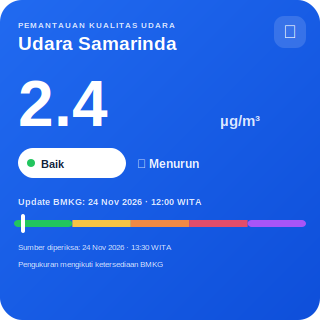 PEMANTAUAN KUALITAS UDARA
Udara Samarinda
2.4
µg/m³
Baik
Menurun
Update BMKG: 24 Nov 2026 · 12:00 WITA
Sumber diperiksa: 24 Nov 2026 · 13:30 WITA
Pengukuran mengikuti ketersediaan BMKG